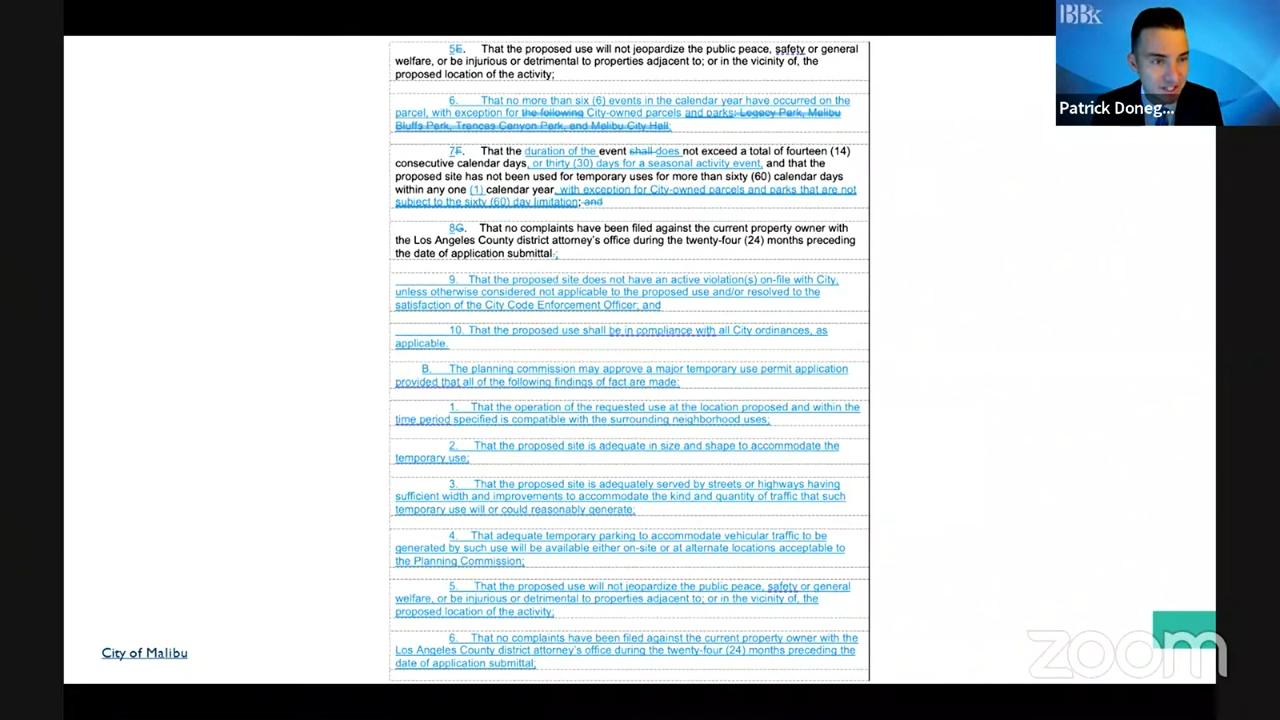 BBK
Patrick Doneg...
5E. That the proposed use will not jeopardize the public peace, safety or general
welfare, or be injurious or detrimental to properties adjacent to; or in the vicinity of, the
proposed location of the activity;
6. That no more than six (6) events in the calendar year have occurred on the
parcel, with exception for the following City-owned parcels and parks: Legacy Park, Malibu
Bluffs Park, Trancas Canyon Park, and Malibu City Hall;
7F. That the duration of the event shall does not exceed a total of fourteen (14)
consecutive calendar days, or thirty (30) days for a seasonal activity event, and that the
proposed site has not been used for temporary uses for more than sixty (60) calendar days
within any one (1) calendar year, with exception for City-owned parcels and parks that are not
subject to the sixty (60) day limitation; and
8G. That no complaints have been filed against the current property owner with
the Los Angeles County district attorney's office during the twenty-four (24) months preceding
the date of application submittal.;
9. That the proposed site does not have an active violation(s) on-file with City,
unless otherwise considered not applicable to the proposed use and/or resolved to the
satisfaction of the City Code Enforcement Officer; and
10. That the proposed use shall be in compliance with all City ordinances, as
applicable.
B. The planning commission may approve a major temporary use permit application
provided that all of the following findings of fact are made:
1. That the operation of the requested use at the location proposed and within the
time period specified is compatible with the surrounding neighborhood uses;
2. That the proposed site is adequate in size and shape to accommodate the
temporary use;
3. That the proposed site is adequately served by streets or highways having
sufficient width and improvements to accommodate the kind and quantity of traffic that such
temporary use will or could reasonably generate;
4. That adequate temporary parking to accommodate vehicular traffic to be
generated by such use will be available either on-site or at alternate locations acceptable to
the Planning Commission;
5. That the proposed use will not jeopardize the public peace, safety or general
welfare, or be injurious or detrimental to properties adjacent to; or in the vicinity of, the
proposed location of the activity;
6. That no complaints have been filed against the current property owner with the
Los Angeles County district attorney's office during the twenty-four (24) months preceding the
date of application submittal;
City of Malibu
zoom